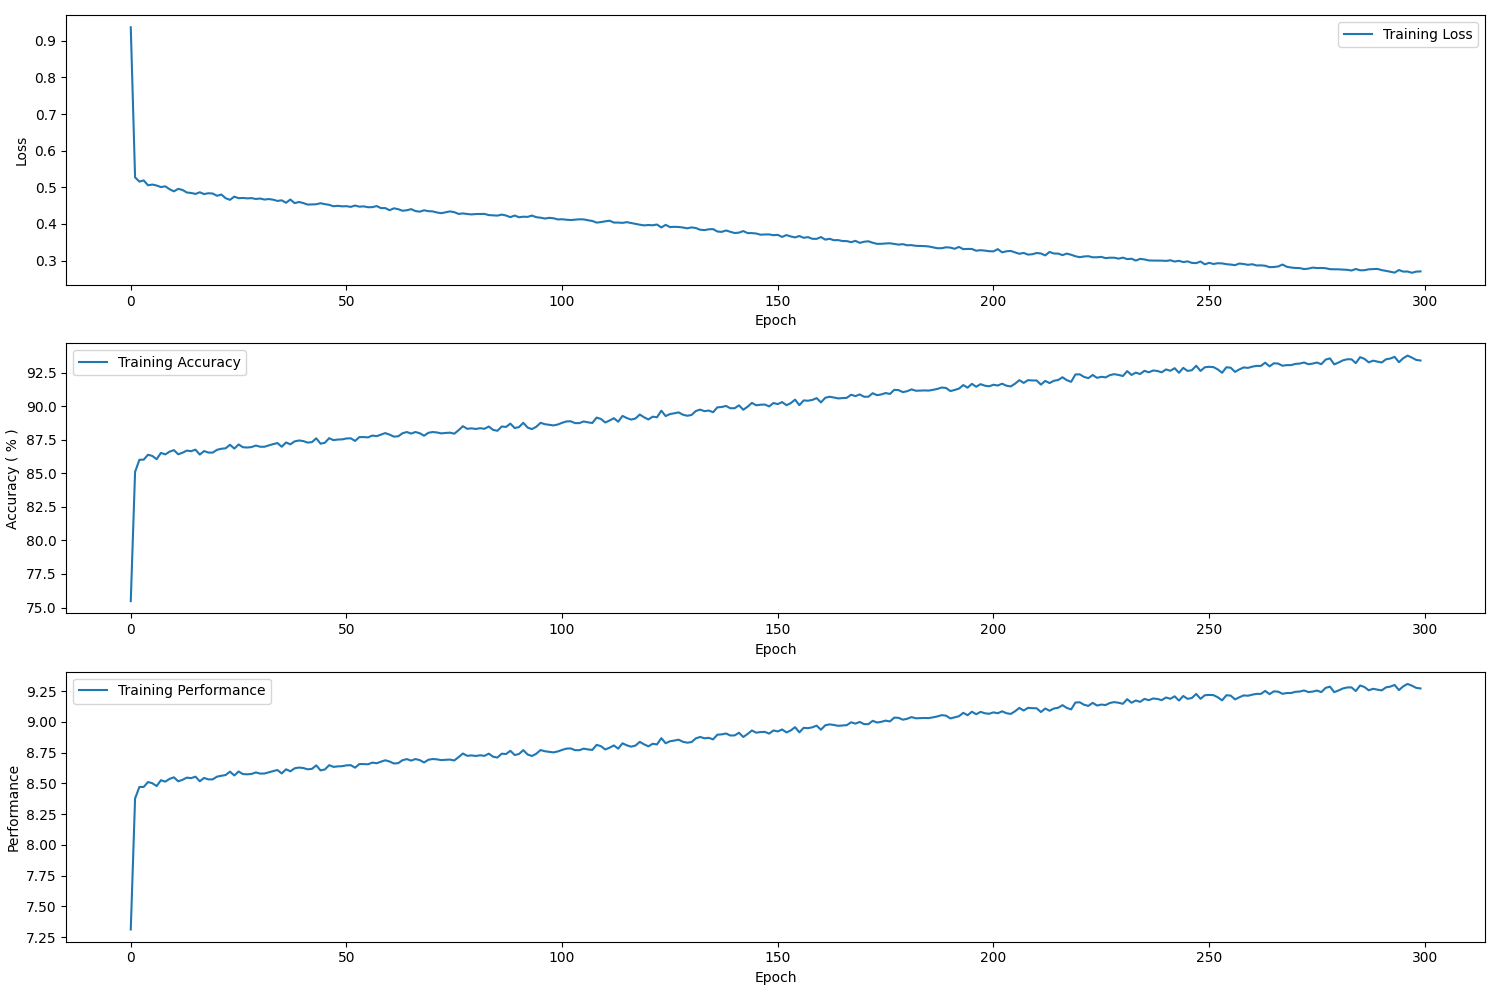 Training Loss
0.9
0.8
0.7
0.6
0.5
0.4
0.3
Loss
0 50 100 150 200 250 300
Epoch
Training Accuracy
92.5
90.0
87.5
85.0
82.5
80.0
77.5
75.0
Accuracy ( % )
0 50 100 150 200 250 300
Epoch
Training Performance
9.25
9.00
8.75
8.50
8.25
8.00
7.75
7.50
7.25
Performance
0 50 100 150 200 250 300
Epoch